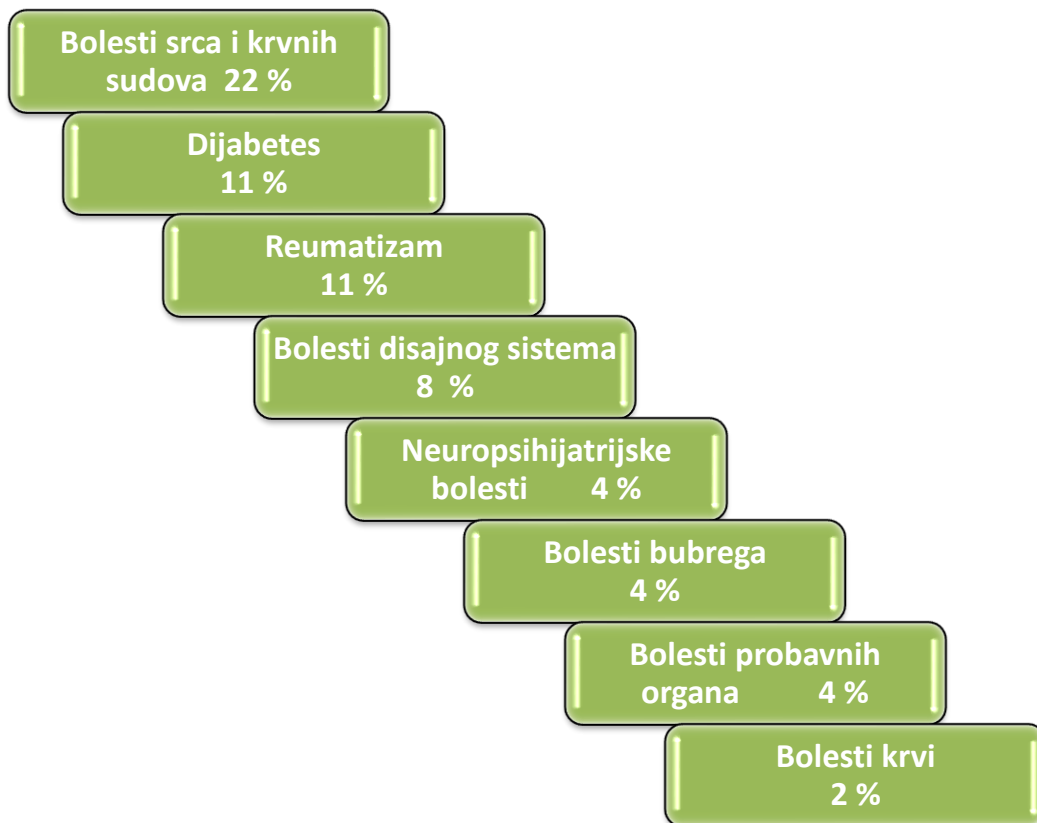 Bolesti srca i krvnih
sudova 22 %
Dijabetes
11 %
Reumatizam
11 %
Bolesti disajnog sistema
8 %
Neuropsihijatrijske
bolesti 4 %
Bolesti bubrega
4 %
Bolesti probavnih
organa 4 %
Bolesti krvi
2 %